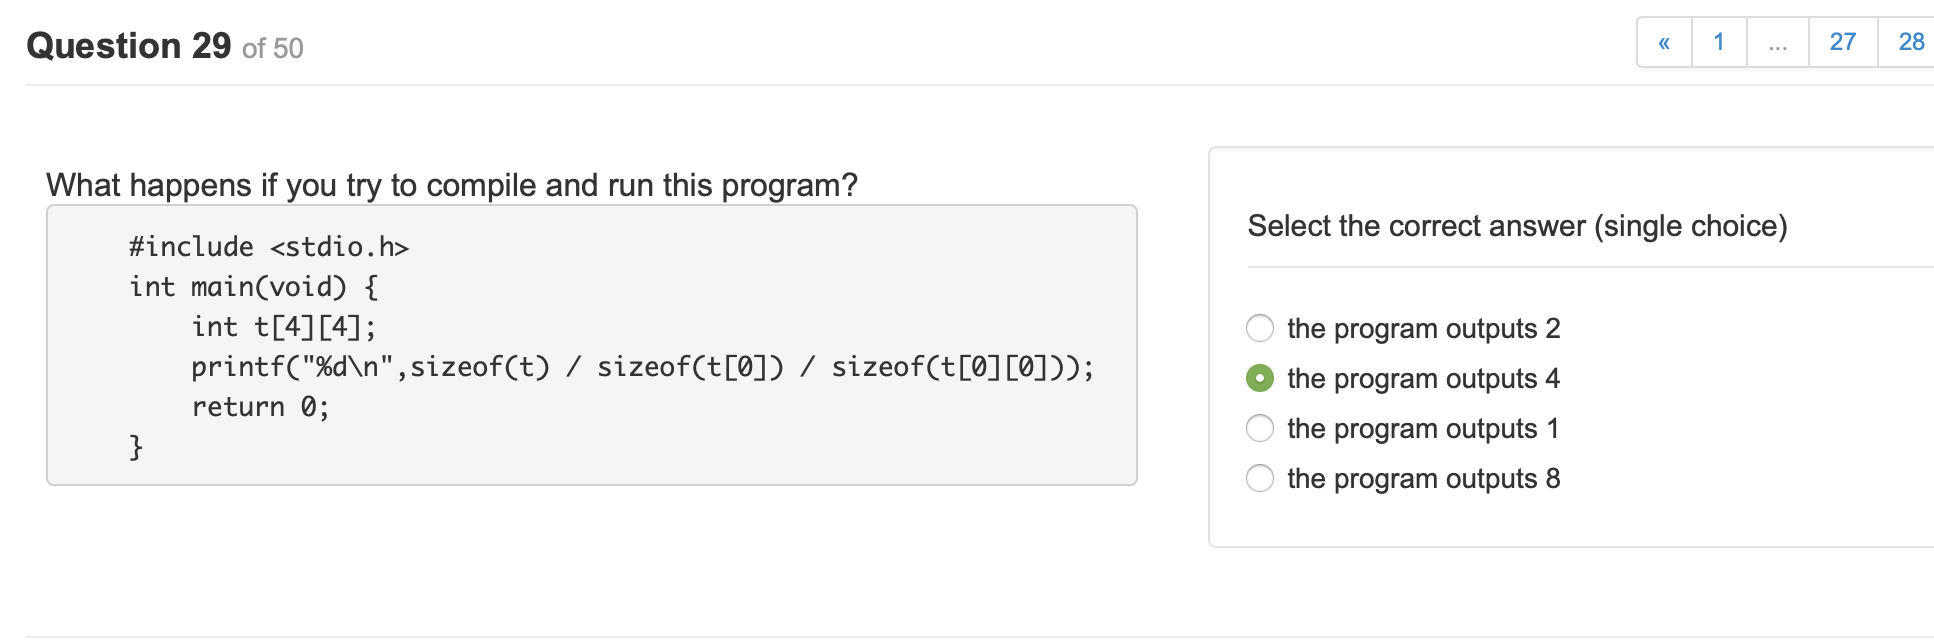 Question 29 of 50
« 1 ... 27 28
What happens if you try to compile and run this program?
#include <stdio.h>
int main(void) {
    int t[4][4];
    printf("%d\n",sizeof(t) / sizeof(t[0]) / sizeof(t[0][0]));
    return 0;
}
Select the correct answer (single choice)
the program outputs 2
the program outputs 4
the program outputs 1
the program outputs 8